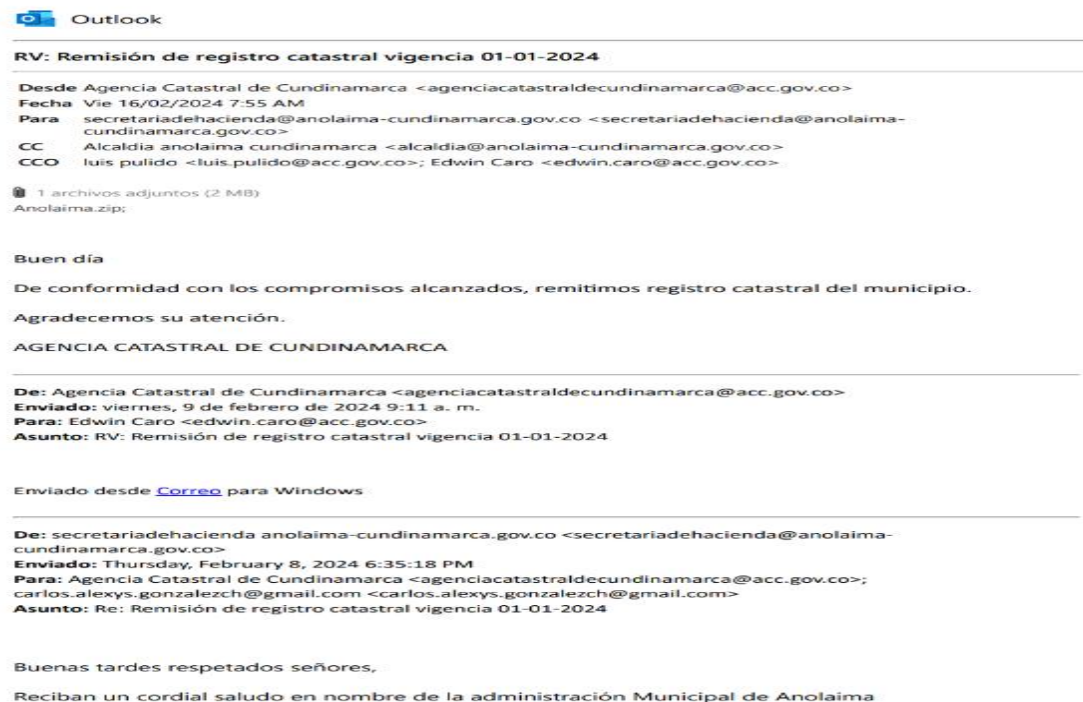 Outlook
RV: Remisión de registro catastral vigencia 01-01-2024
Desde Agencia Catastral de Cundinamarca <agenciacatastraldecundinamarca@acc.gov.co>
Fecha Vie 16/02/2024 7:55 AM
Para secretariadehacienda@anolaima-cundinamarca.gov.co <secretariadehacienda@anolaima-
cundinamarca.gov.co>
CC Alcaldia anolaima cundinamarca <alcaldia@anolaima-cundinamarca.gov.co>
CCO luis pulido <luis.pulido@acc.gov.co>; Edwin Caro <edwin.caro@acc.gov.co>
1 archivos adjuntos (2 MB)
Anolaima.zip;
Buen día
De conformidad con los compromisos alcanzados, remitimos registro catastral del municipio.
Agradecemos su atención.
AGENCIA CATASTRAL DE CUNDINAMARCA
De: Agencia Catastral de Cundinamarca <agenciacatastraldecundinamarca@acc.gov.co>
Enviado: viernes, 9 de febrero de 2024 9:11 a. m.
Para: Edwin Caro <edwin.caro@acc.gov.co>
Asunto: RV: Remisión de registro catastral vigencia 01-01-2024
Enviado desde Correo para Windows
De: secretariadehacienda anolaima-cundinamarca.gov.co <secretariadehacienda@anolaima-
cundinamarca.gov.co>
Enviado: Thursday, February 8, 2024 6:35:18 PM
Para: Agencia Catastral de Cundinamarca <agenciacatastraldecundinamarca@acc.gov.co>;
carlos.alexys.gonzalezch@gmail.com <carlos.alexys.gonzalezch@gmail.com>
Asunto: Re: Remisión de registro catastral vigencia 01-01-2024
Buenas tardes respetados señores,
Reciban un cordial saludo en nombre de la administración Municipal de Anolaima